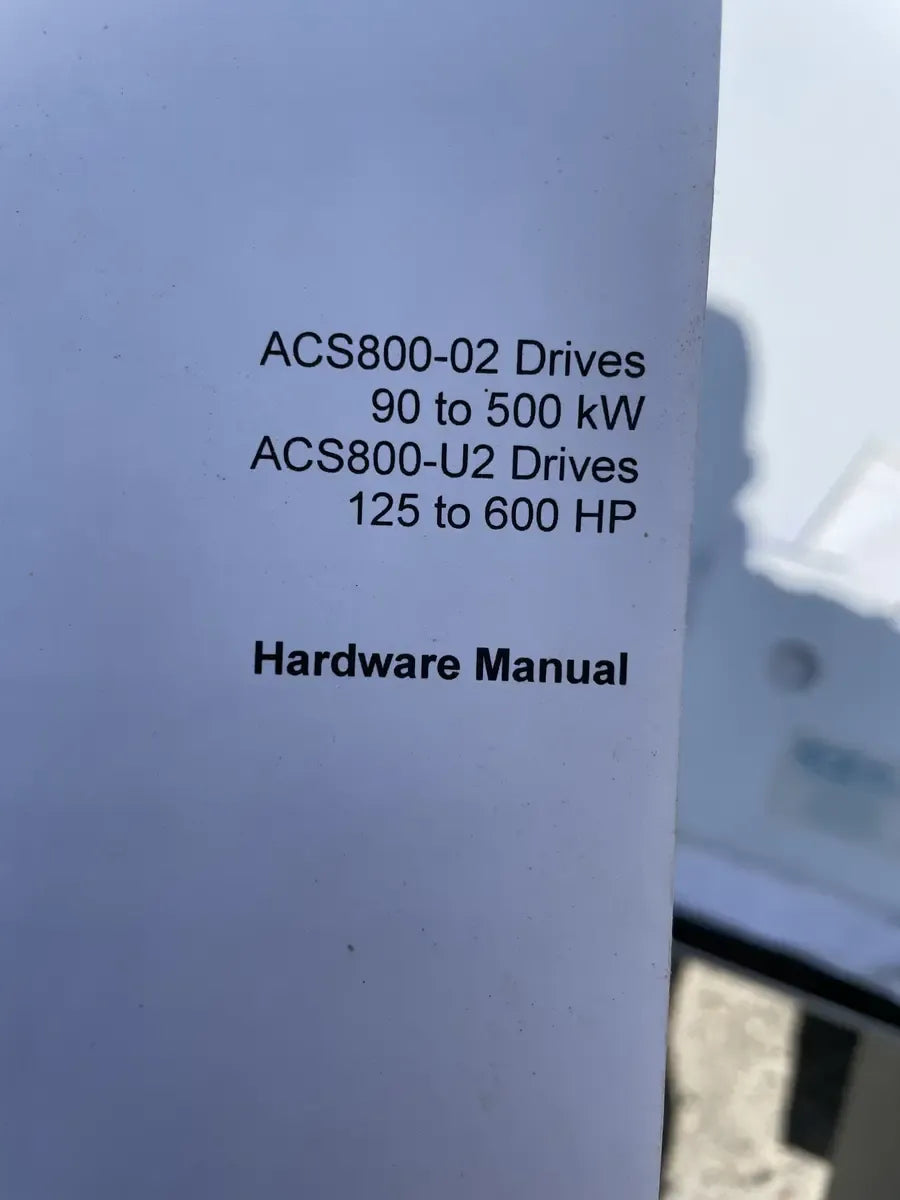 ACS800-02 Drives
90 to 500 kW
ACS800-U2 Drives
125 to 600 HP
Hardware Manual